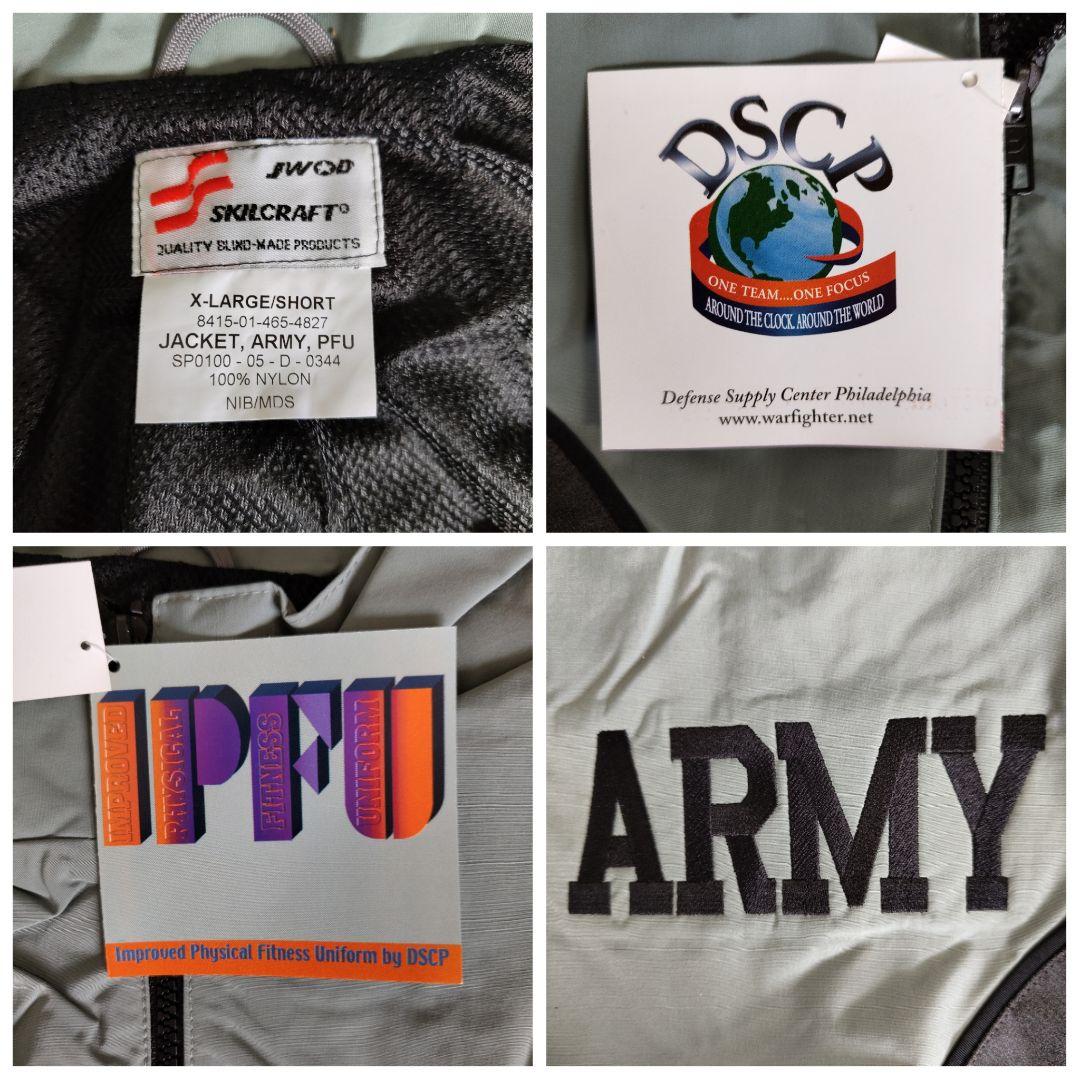 JWOD
SKILCRAFT®
QUALITY BLIND-MADE PRODUCTS
X-LARGE/SHORT
8415-01-465-4827
JACKET, ARMY, PFU
SP0100 - 05 - D - 0344
100% NYLON
NIB/MDS
DSCP
ONE TEAM....ONE FOCUS
AROUND THE CLOCK. AROUND THE WORLD
Defense Supply Center Philadelphia
www.warfighter.net
IPFU
IMPROVED
PHYSICAL
FITNESS
UNIFORM
Improved Physical Fitness Uniform by DSCP
ARMY